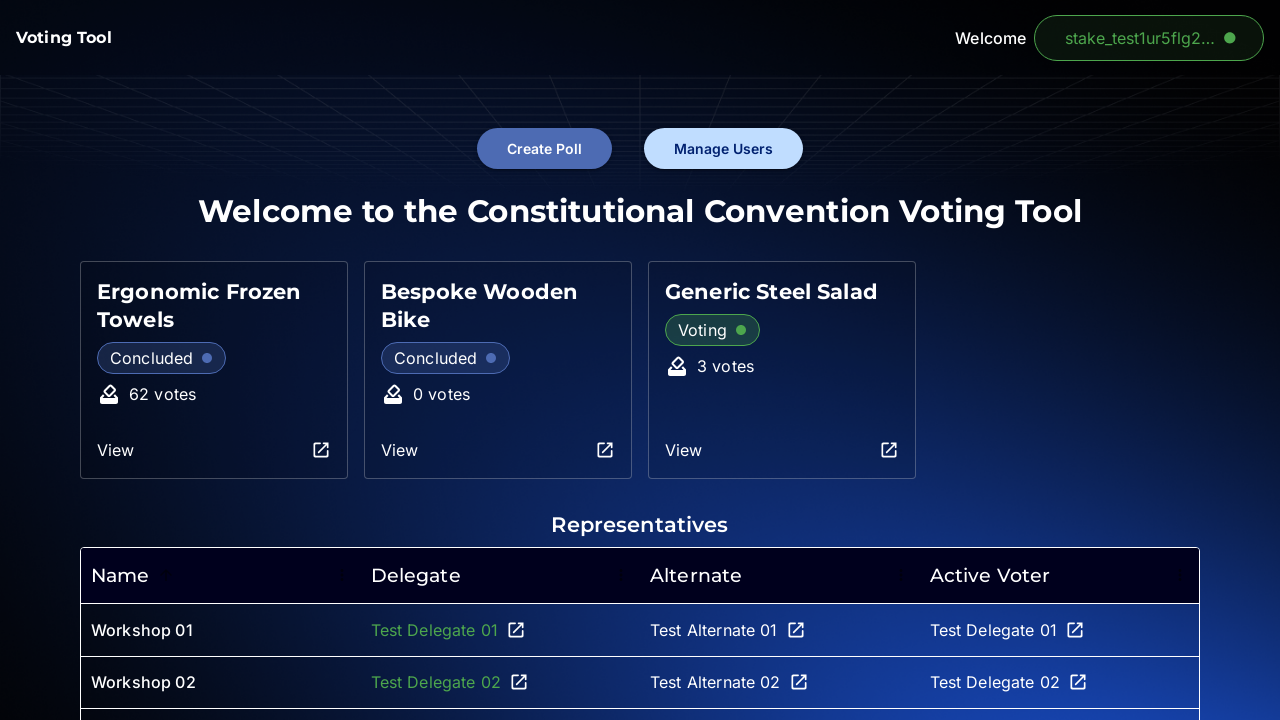 Voting Tool
Welcome
stake_test1ur5flg2...
Create Poll
Manage Users
Welcome to the Constitutional Convention Voting Tool
Ergonomic Frozen
Towels
Concluded
62 votes
View
Bespoke Wooden
Bike
Concluded
0 votes
View
Generic Steel Salad
Voting
3 votes
View
Representatives
Name Delegate Alternate Active Voter
Workshop 01 Test Delegate 01 Test Alternate 01 Test Delegate 01
Workshop 02 Test Delegate 02 Test Alternate 02 Test Delegate 02